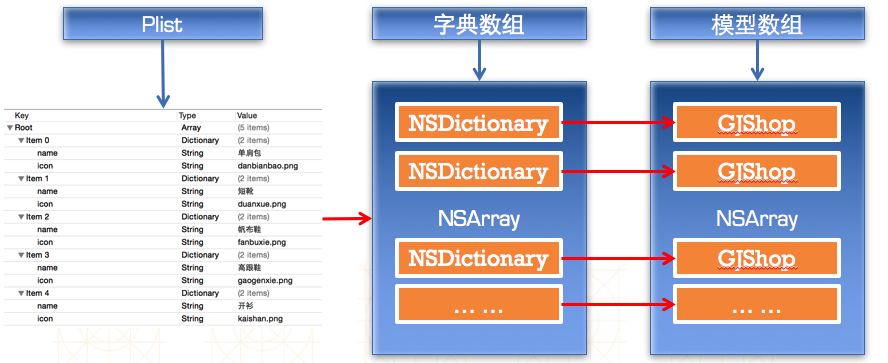 Plist
字典数组
模型数组
Key Type Value
Root Array (5 items)
Item 0 Dictionary (2 items)
name String 单肩包
icon String danbianbao.png
Item 1 Dictionary (2 items)
name String 短靴
icon String duanxue.png
Item 2 Dictionary (2 items)
name String 帆布鞋
icon String fanbuxie.png
Item 3 Dictionary (2 items)
name String 高跟鞋
icon String gaogenxie.png
Item 4 Dictionary (2 items)
name String 开衫
icon String kaishan.png
NSDictionary
NSDictionary
NSArray
NSDictionary
... ...
GJShop
GJShop
NSArray
GJShop
... ...